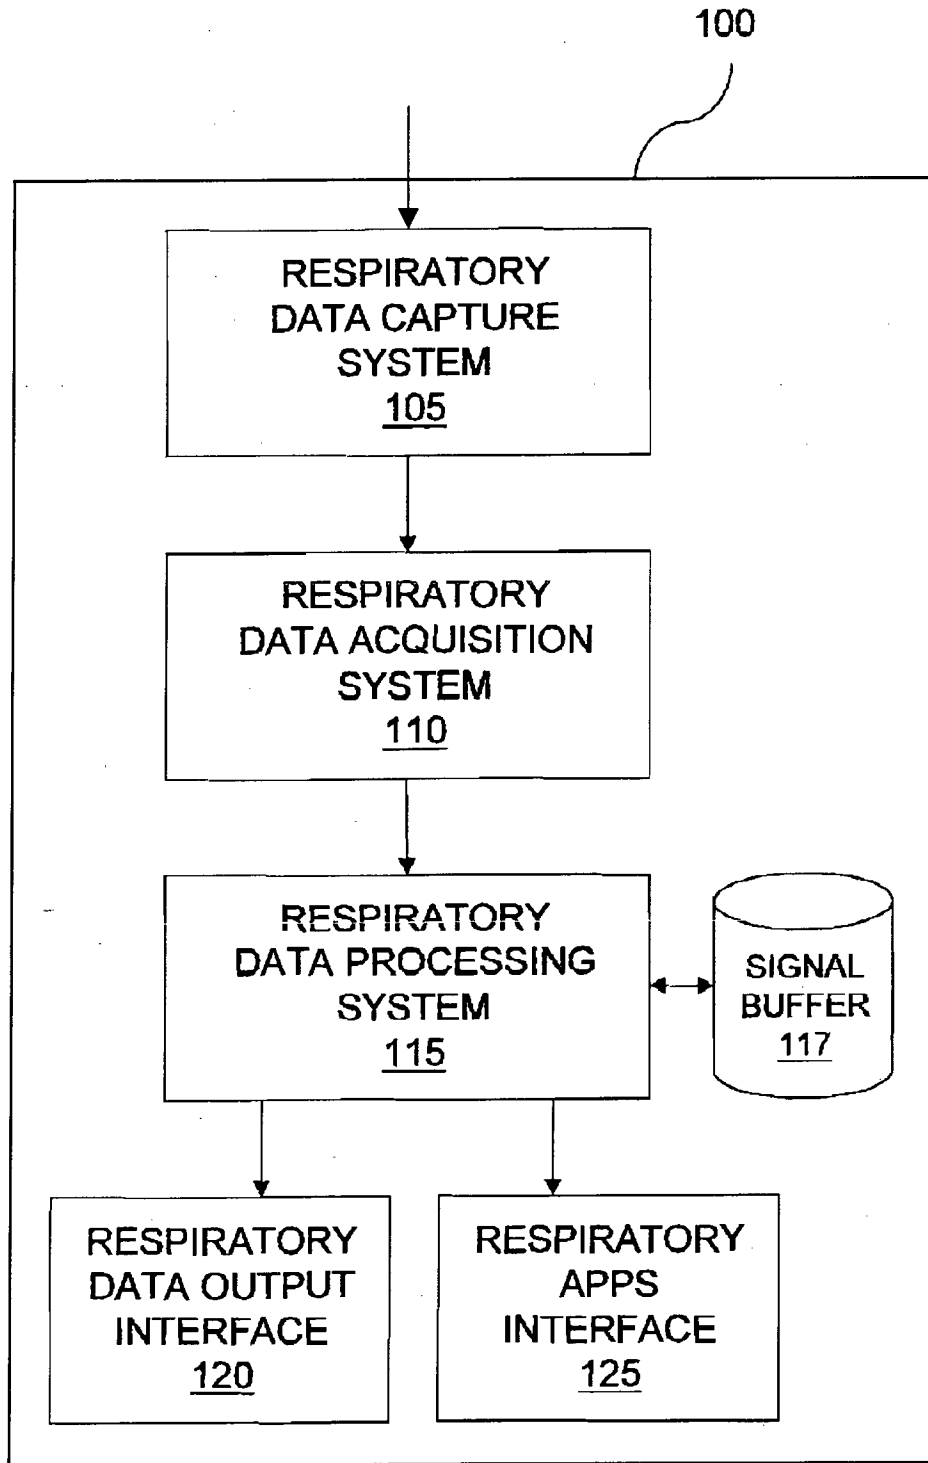 100
RESPIRATORY
DATA CAPTURE
SYSTEM
105
RESPIRATORY
DATA ACQUISITION
SYSTEM
110
RESPIRATORY
DATA PROCESSING
SYSTEM
115
SIGNAL
BUFFER
117
RESPIRATORY
DATA OUTPUT
INTERFACE
120
RESPIRATORY
APPS
INTERFACE
125